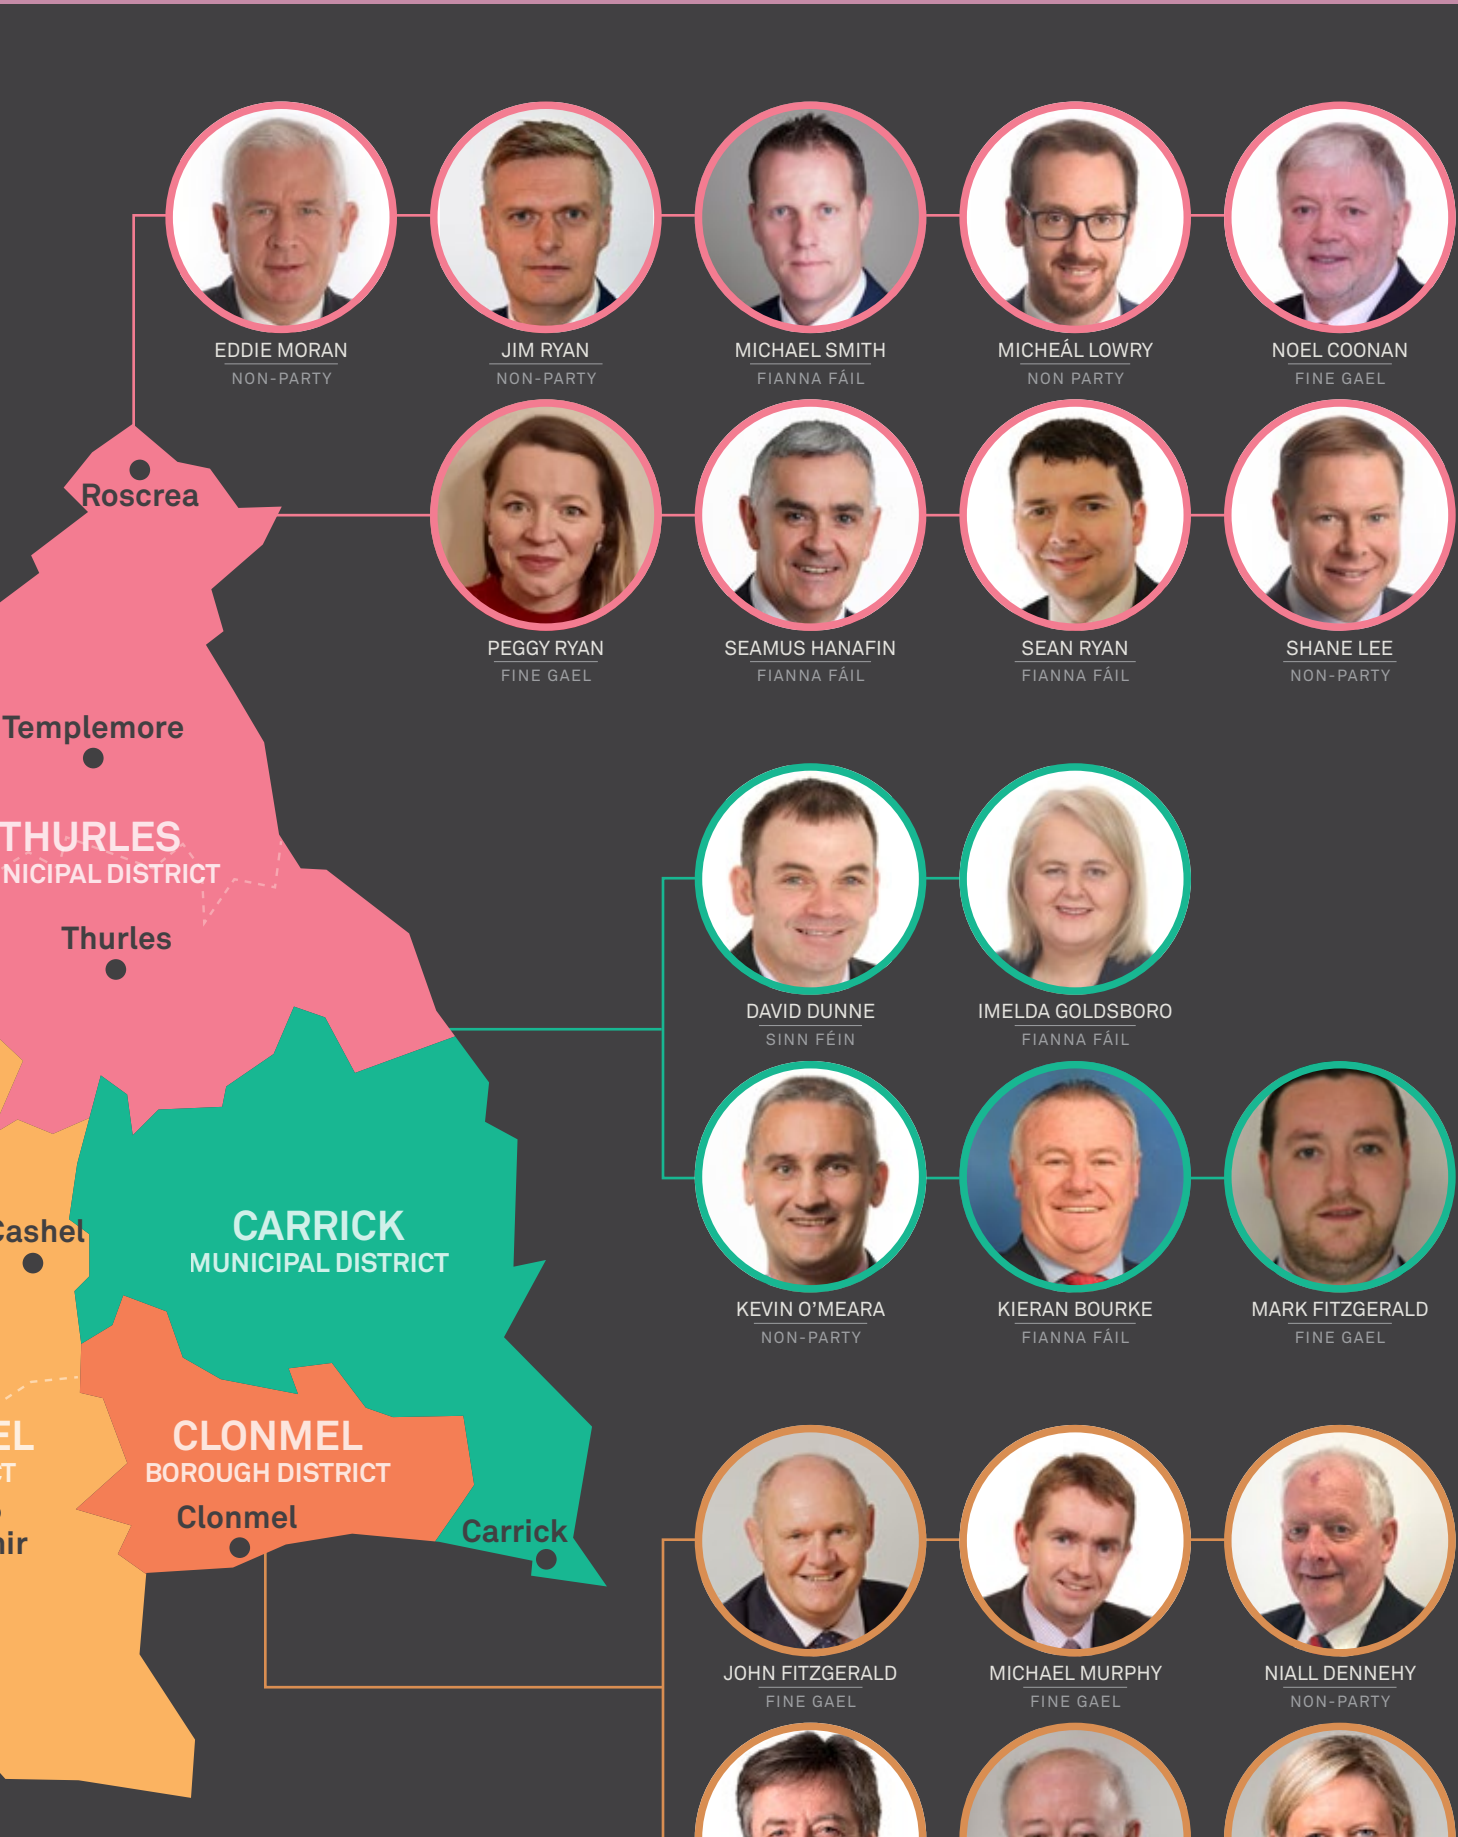 EDDIE MORAN
NON-PARTY
JIM RYAN
NON-PARTY
MICHAEL SMITH
FIANNA FÁIL
MICHEÁL LOWRY
NON PARTY
NOEL COONAN
FINE GAEL
Roscrea
PEGGY RYAN
FINE GAEL
SEAMUS HANAFIN
FIANNA FÁIL
SEAN RYAN
FIANNA FÁIL
SHANE LEE
NON-PARTY
Templemore
THURLES
NICIPAL DISTRICT
Thurles
DAVID DUNNE
SINN FÉIN
IMELDA GOLDSBORO
FIANNA FÁIL
Cashel
CARRICK
MUNICIPAL DISTRICT
KEVIN O’MEARA
NON-PARTY
KIERAN BOURKE
FIANNA FÁIL
MARK FITZGERALD
FINE GAEL
EL
CT
CLONMEL
BOROUGH DISTRICT
Clonmel
Carrick
hir
JOHN FITZGERALD
FINE GAEL
MICHAEL MURPHY
FINE GAEL
NIALL DENNEHY
NON-PARTY